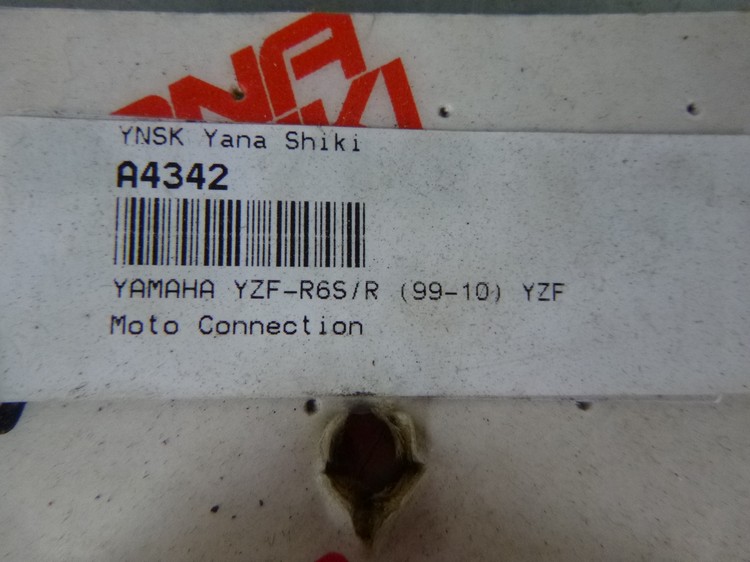 YNSK Yana Shiki
A4342
YAMAHA YZF-R6S/R (99-10) YZF
Moto Connection